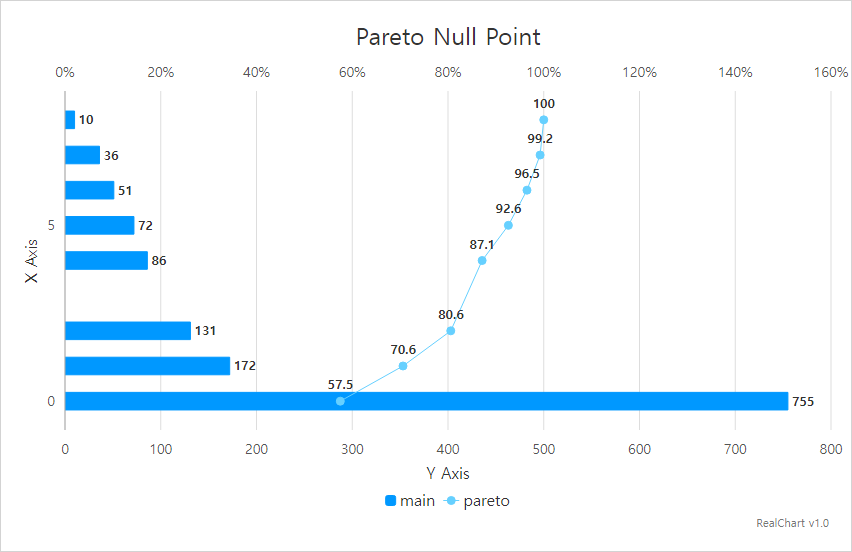 Pareto Null Point
0% 20% 40% 60% 80% 100% 120% 140% 160%
100
10
99.2
36
96.5
51
92.6
5 72
87.1
86
X Axis
80.6
131
70.6
172
57.5
0 755
0 100 200 300 400 500 600 700 800
Y Axis
main pareto
RealChart v1.0